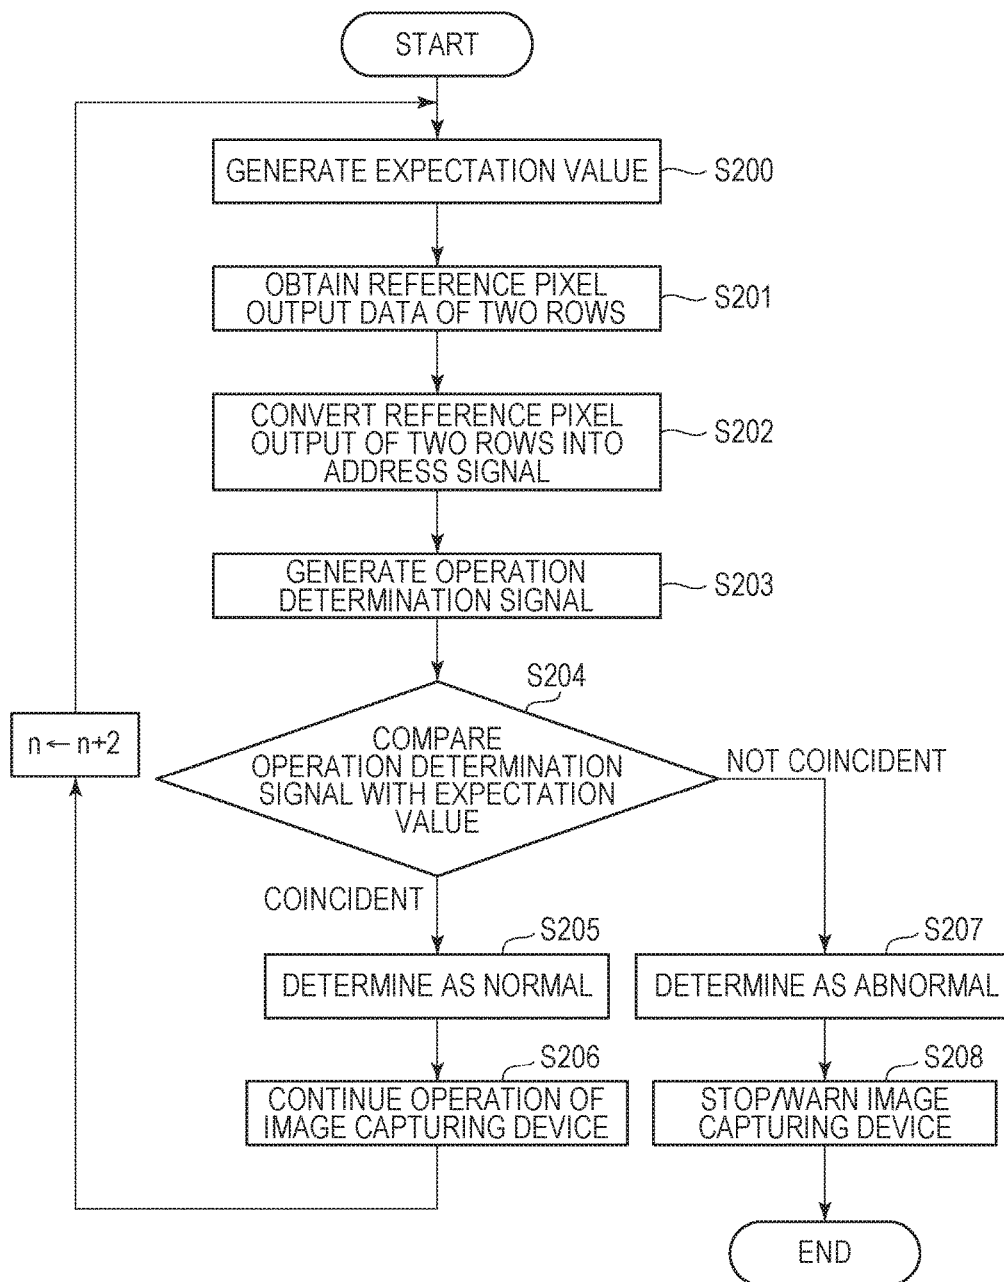 START
GENERATE EXPECTATION VALUE
S200
OBTAIN REFERENCE PIXEL
OUTPUT DATA OF TWO ROWS
S201
CONVERT REFERENCE PIXEL
OUTPUT OF TWO ROWS INTO
ADDRESS SIGNAL
S202
GENERATE OPERATION
DETERMINATION SIGNAL
S203
S204
COMPARE
OPERATION DETERMINATION
SIGNAL WITH EXPECTATION
VALUE
n ← n+2
NOT COINCIDENT
COINCIDENT
S205
DETERMINE AS NORMAL
S207
DETERMINE AS ABNORMAL
S206
CONTINUE OPERATION OF
IMAGE CAPTURING DEVICE
S208
STOP/WARN IMAGE
CAPTURING DEVICE
END